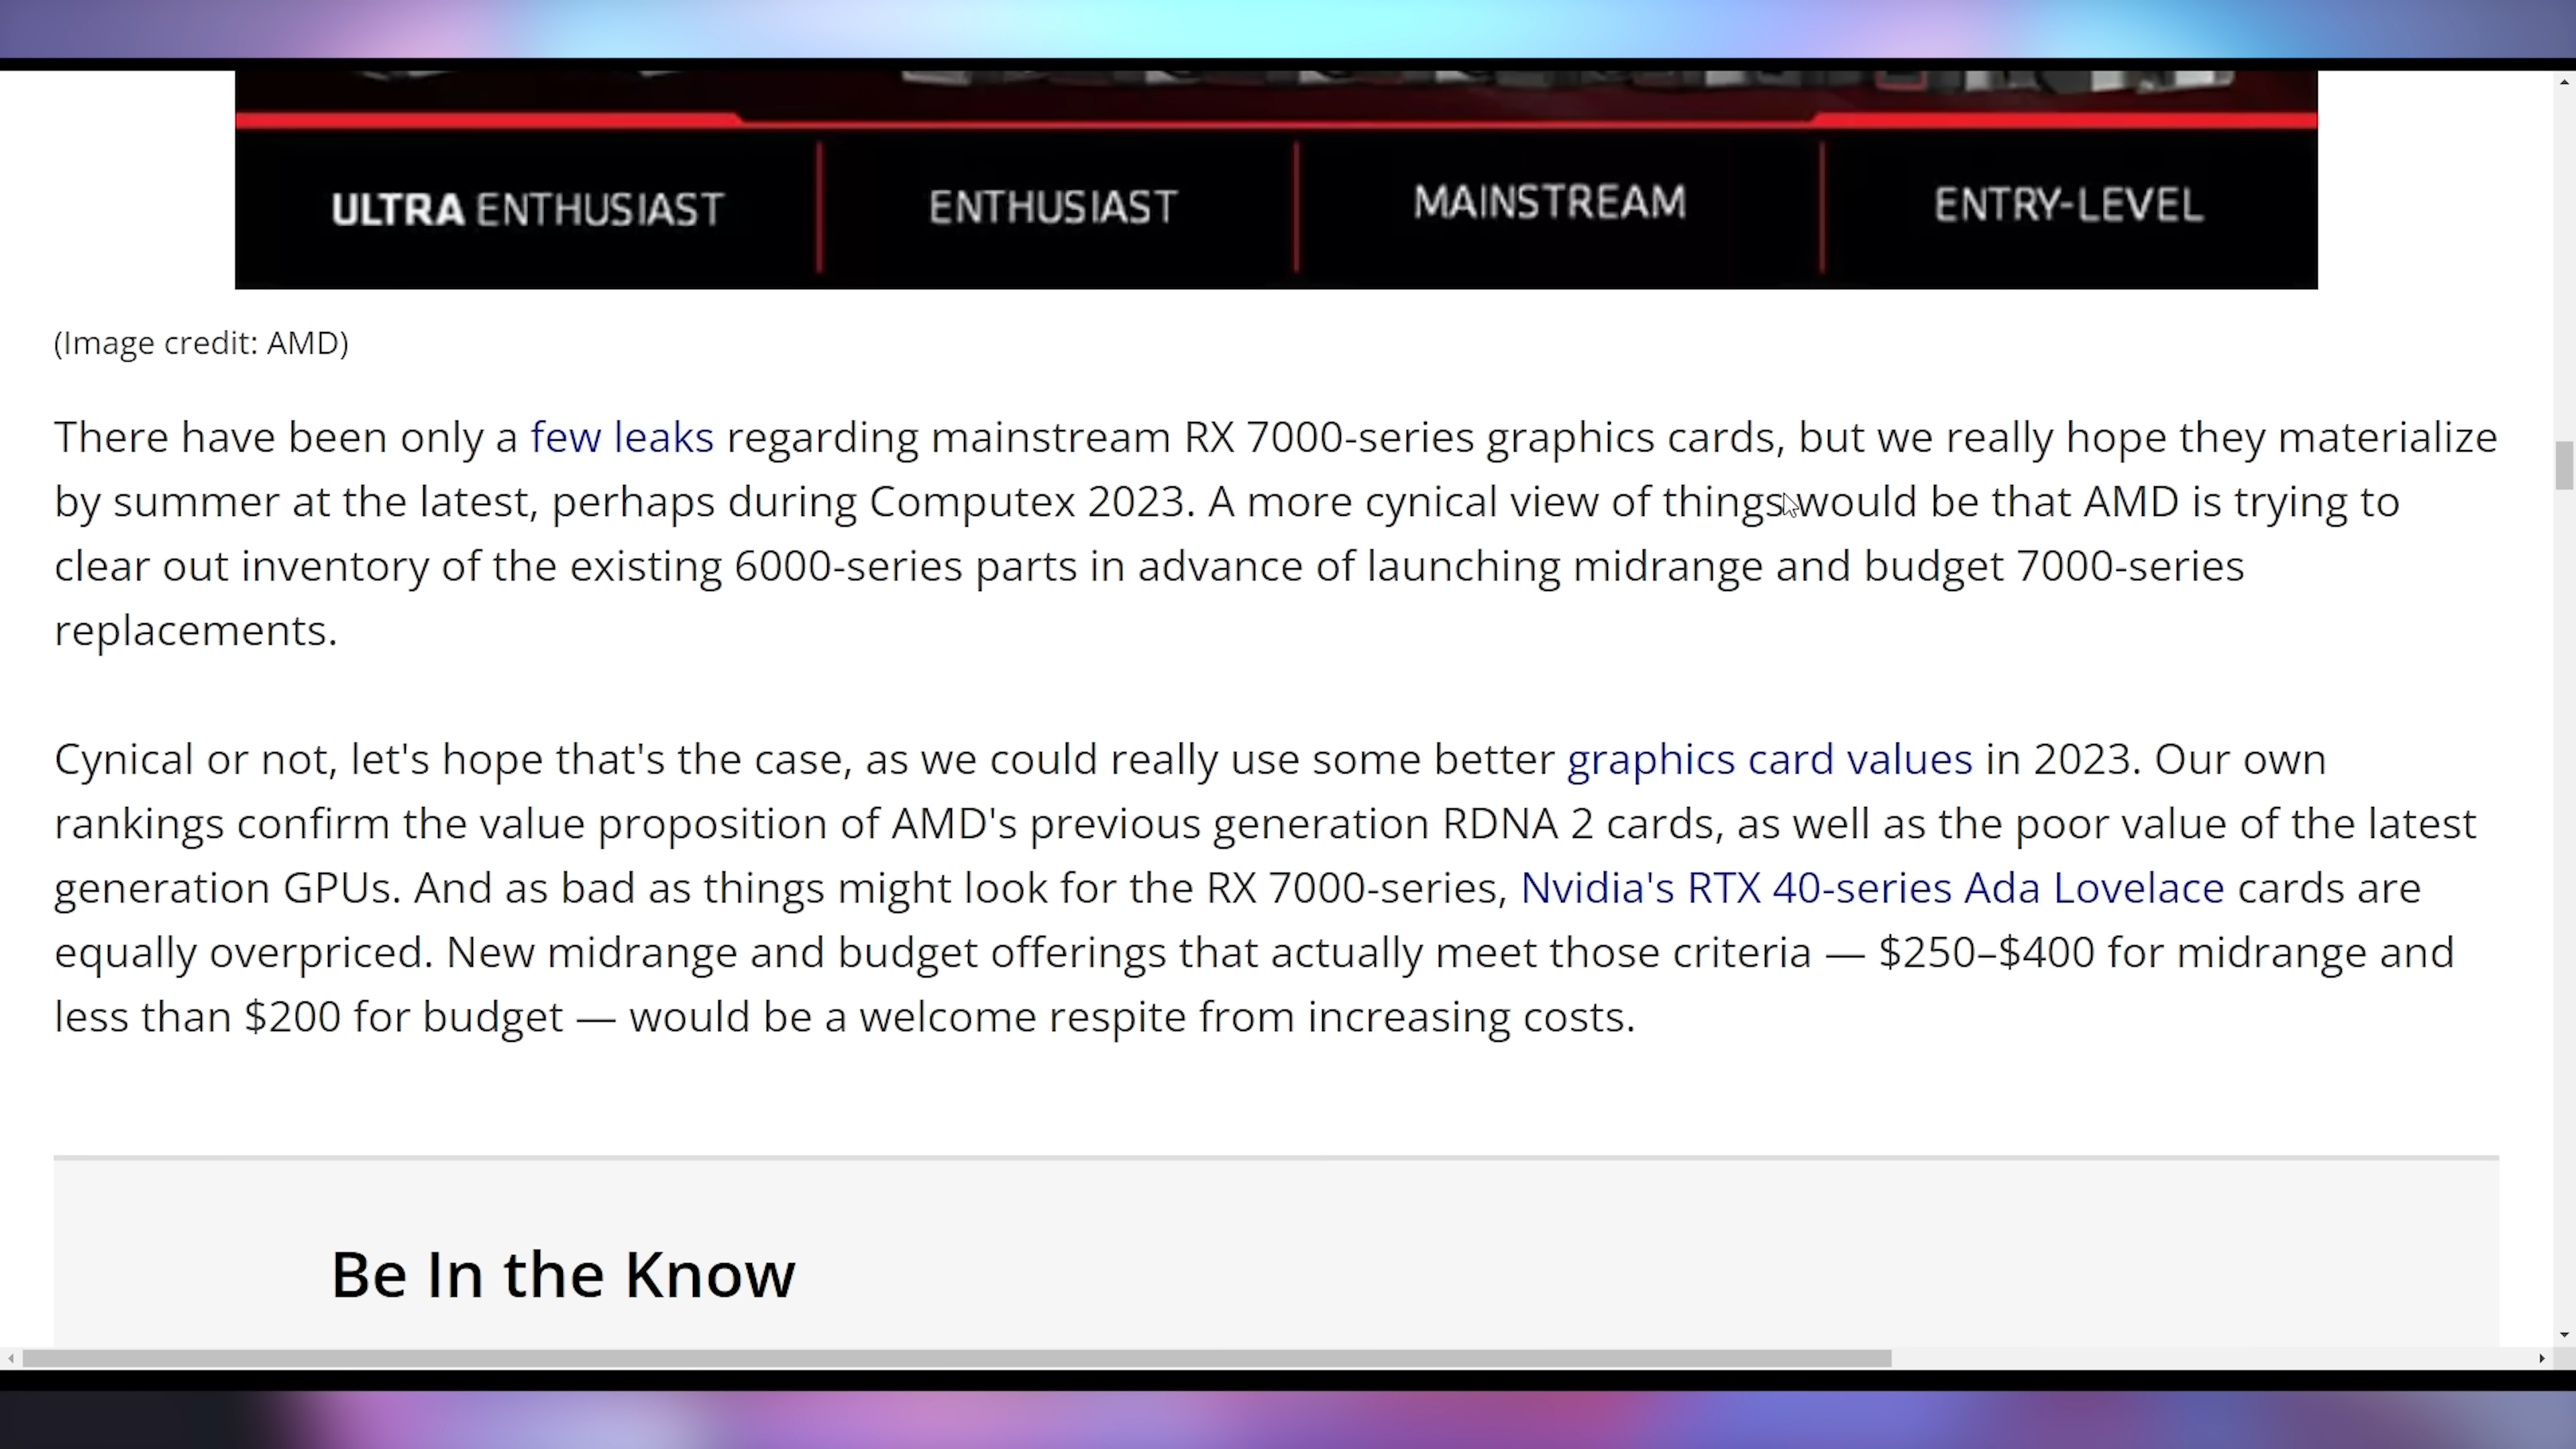 ULTRA ENTHUSIAST
ENTHUSIAST
MAINSTREAM
ENTRY-LEVEL
(Image credit: AMD)
There have been only a few leaks regarding mainstream RX 7000-series graphics cards, but we really hope they materialize
by summer at the latest, perhaps during Computex 2023. A more cynical view of things would be that AMD is trying to
clear out inventory of the existing 6000-series parts in advance of launching midrange and budget 7000-series
replacements.
Cynical or not, let's hope that's the case, as we could really use some better graphics card values in 2023. Our own
rankings confirm the value proposition of AMD's previous generation RDNA 2 cards, as well as the poor value of the latest
generation GPUs. And as bad as things might look for the RX 7000-series, Nvidia's RTX 40-series Ada Lovelace cards are
equally overpriced. New midrange and budget offerings that actually meet those criteria — $250–$400 for midrange and
less than $200 for budget — would be a welcome respite from increasing costs.
Be In the Know